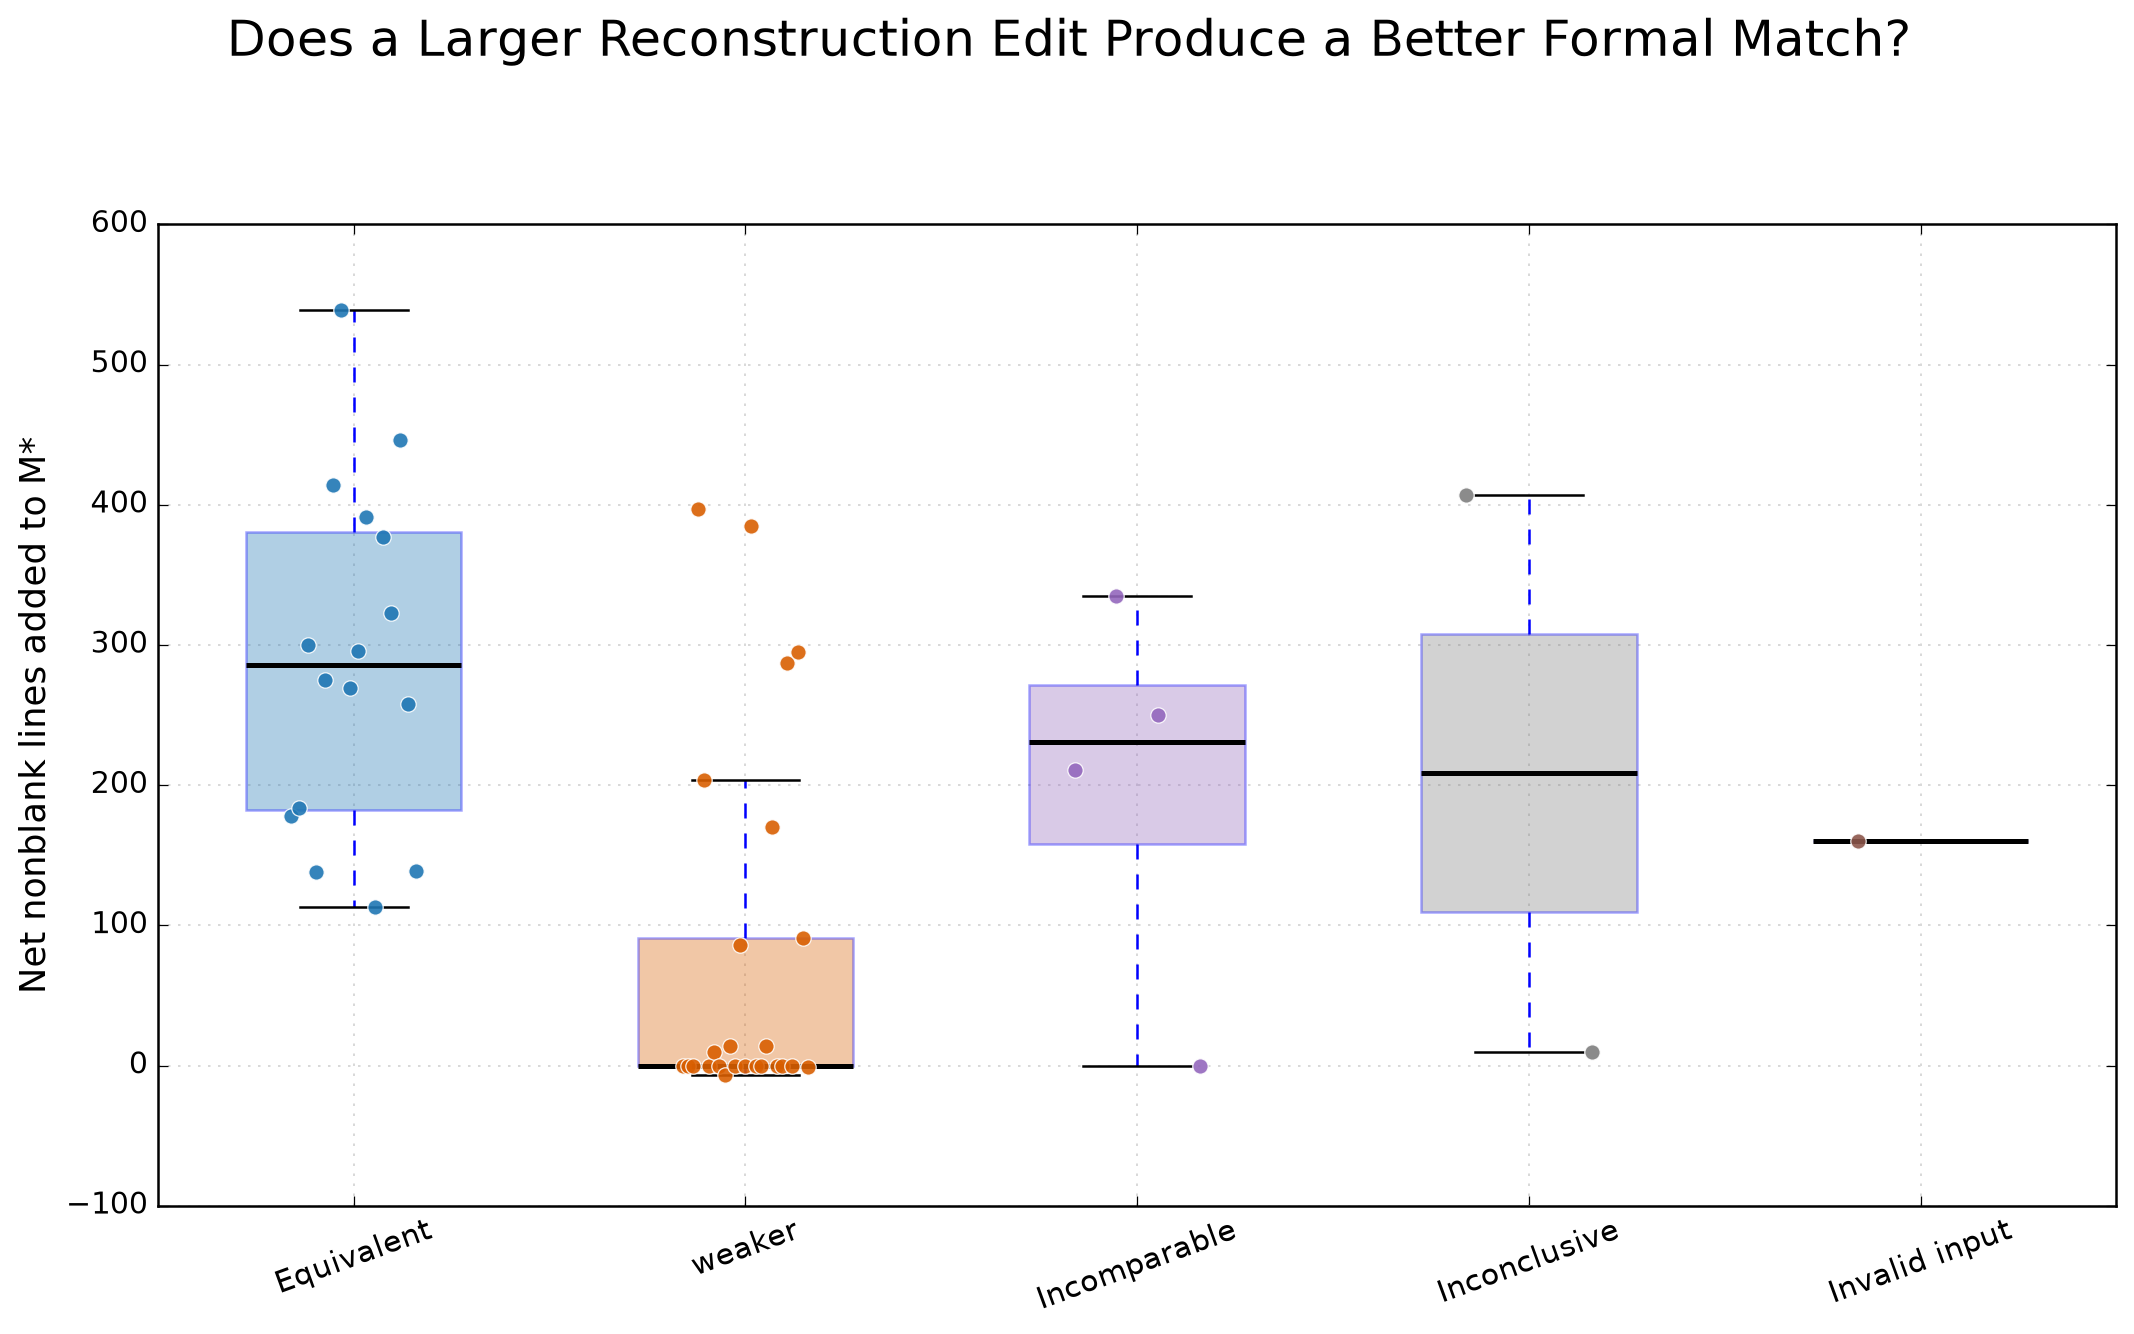 Does a Larger Reconstruction Edit Produce a Better Formal Match?
Net nonblank lines added to M*
600
500
400
300
200
100
0
−100
Equivalent
weaker
Incomparable
Inconclusive
Invalid input